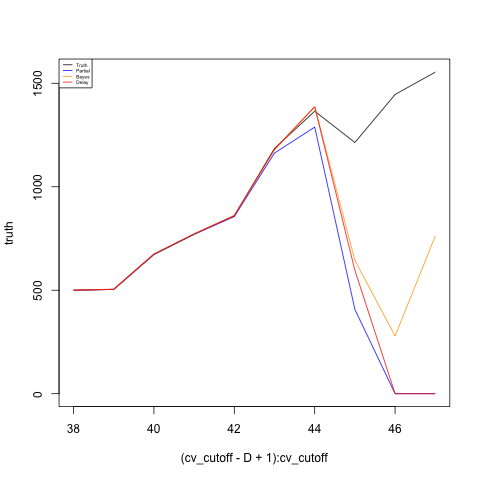 Truth
Partial
Bayes
Delay
1500
1000
500
0
truth
38
40
42
44
46
(cv_cutoff - D + 1):cv_cutoff